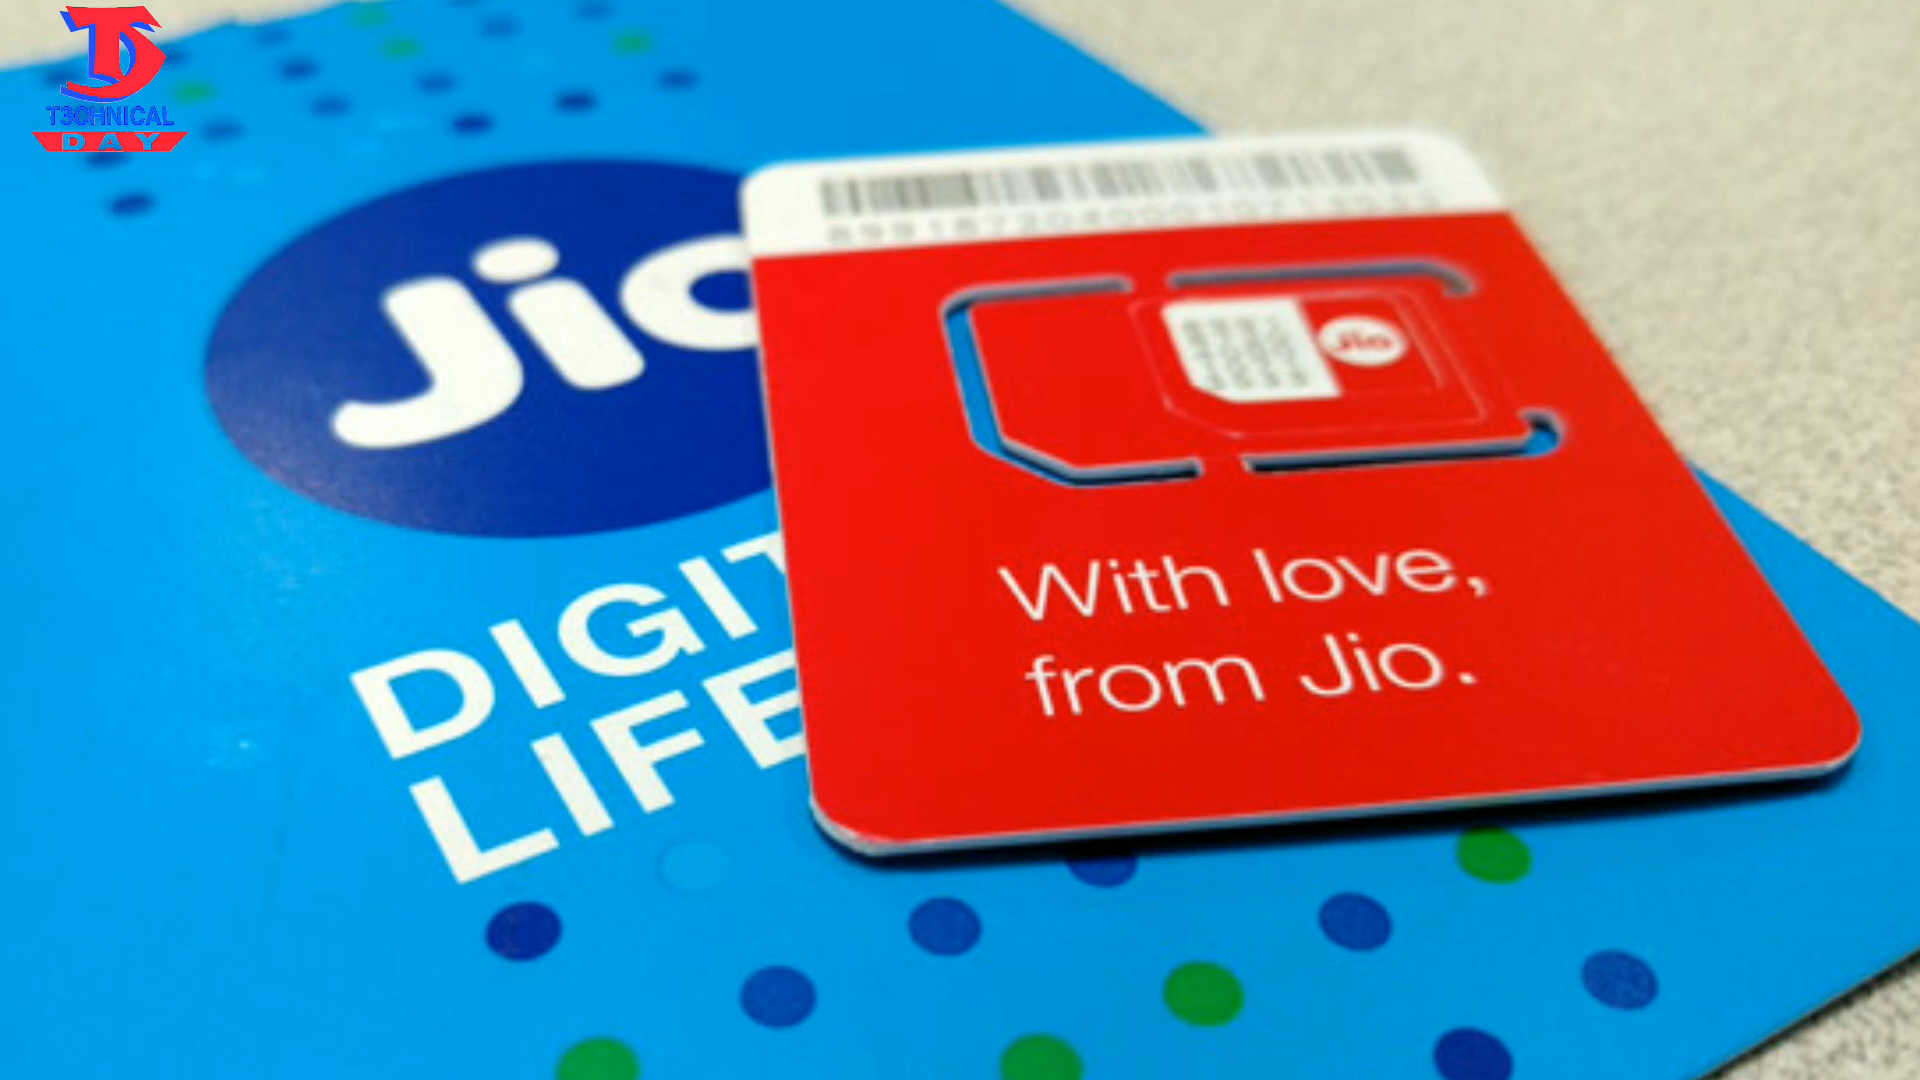 T3CHNICAL
DAY
Jio
DIGIT
LIFE
Jio
With love,
from Jio.